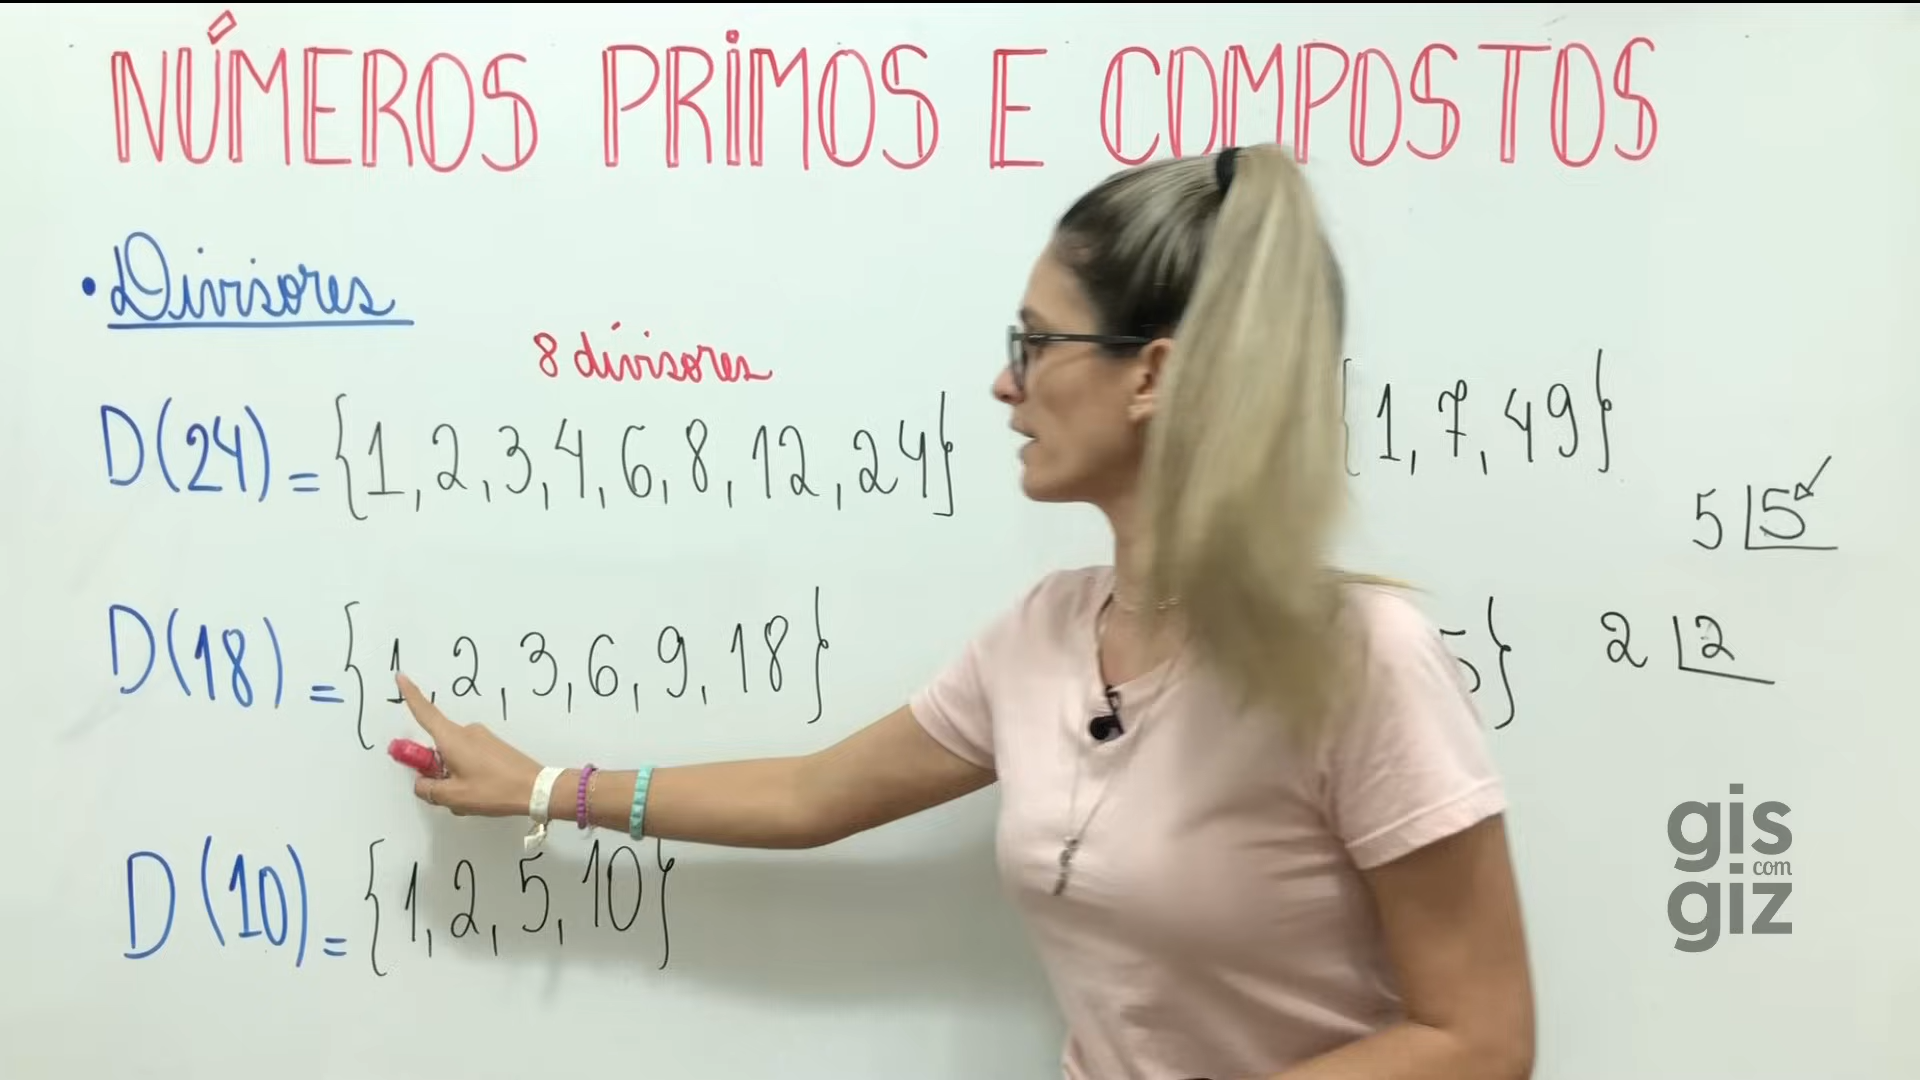 NÚMEROS PRIMOS E COMPOSTOS
• Divisores
8 divisores
D(24) = {1, 2, 3, 4, 6, 8, 12, 24}
{1, 7, 49}
5 5
D(18) = {1, 2, 3, 6, 9, 18}
5}
2 2
D(10) = {1, 2, 5, 10}
gis
com
giz